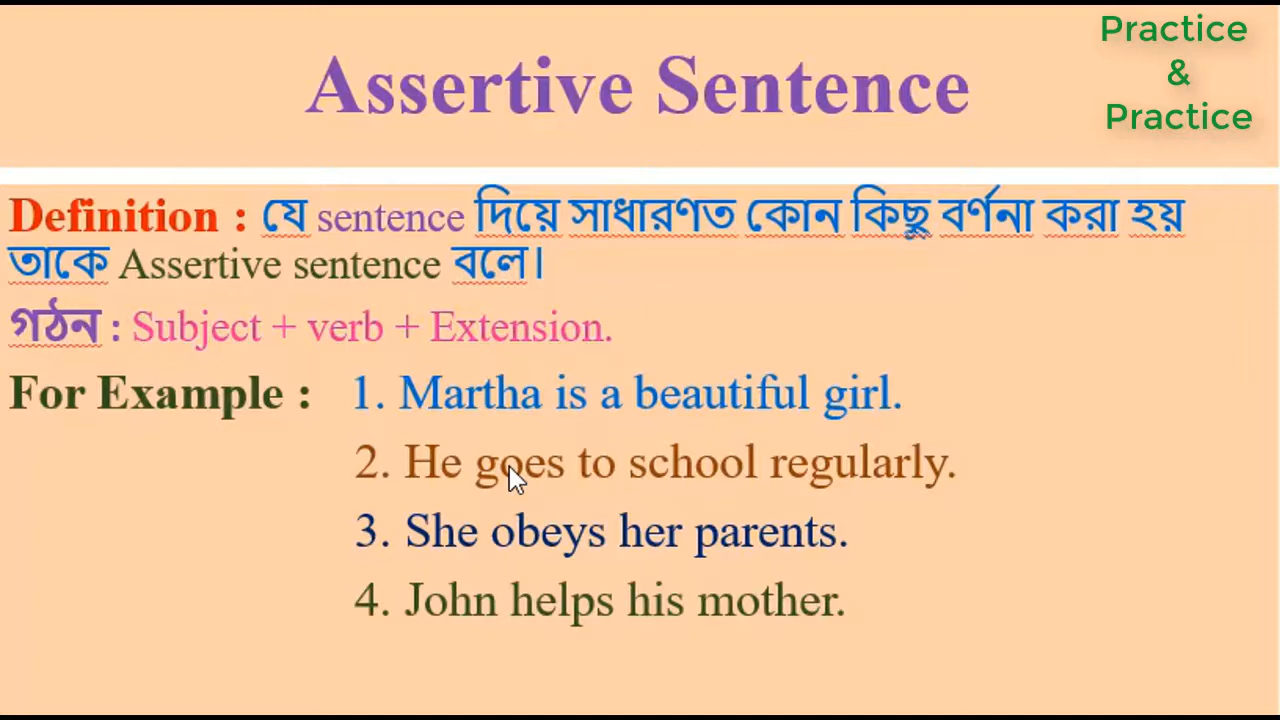 Practice
&
Practice
Assertive Sentence
Definition : যে sentence দিয়ে সাধারণত কোন কিছু বর্ণনা করা হয়
তাকে Assertive sentence বলে।
গঠন : Subject + verb + Extension.
For Example : 1. Martha is a beautiful girl.
2. He goes to school regularly.
3. She obeys her parents.
4. John helps his mother.